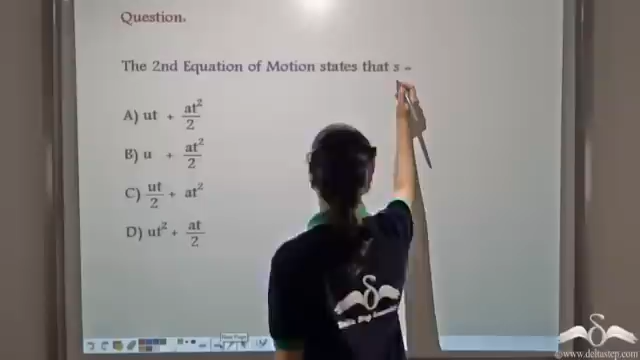 Question.
The 2nd Equation of Motion states that s =
A) ut + at²/2
B) u + at²/2
C) ut/2 + at²
D) ut² + at/2
©www.deltastep.com